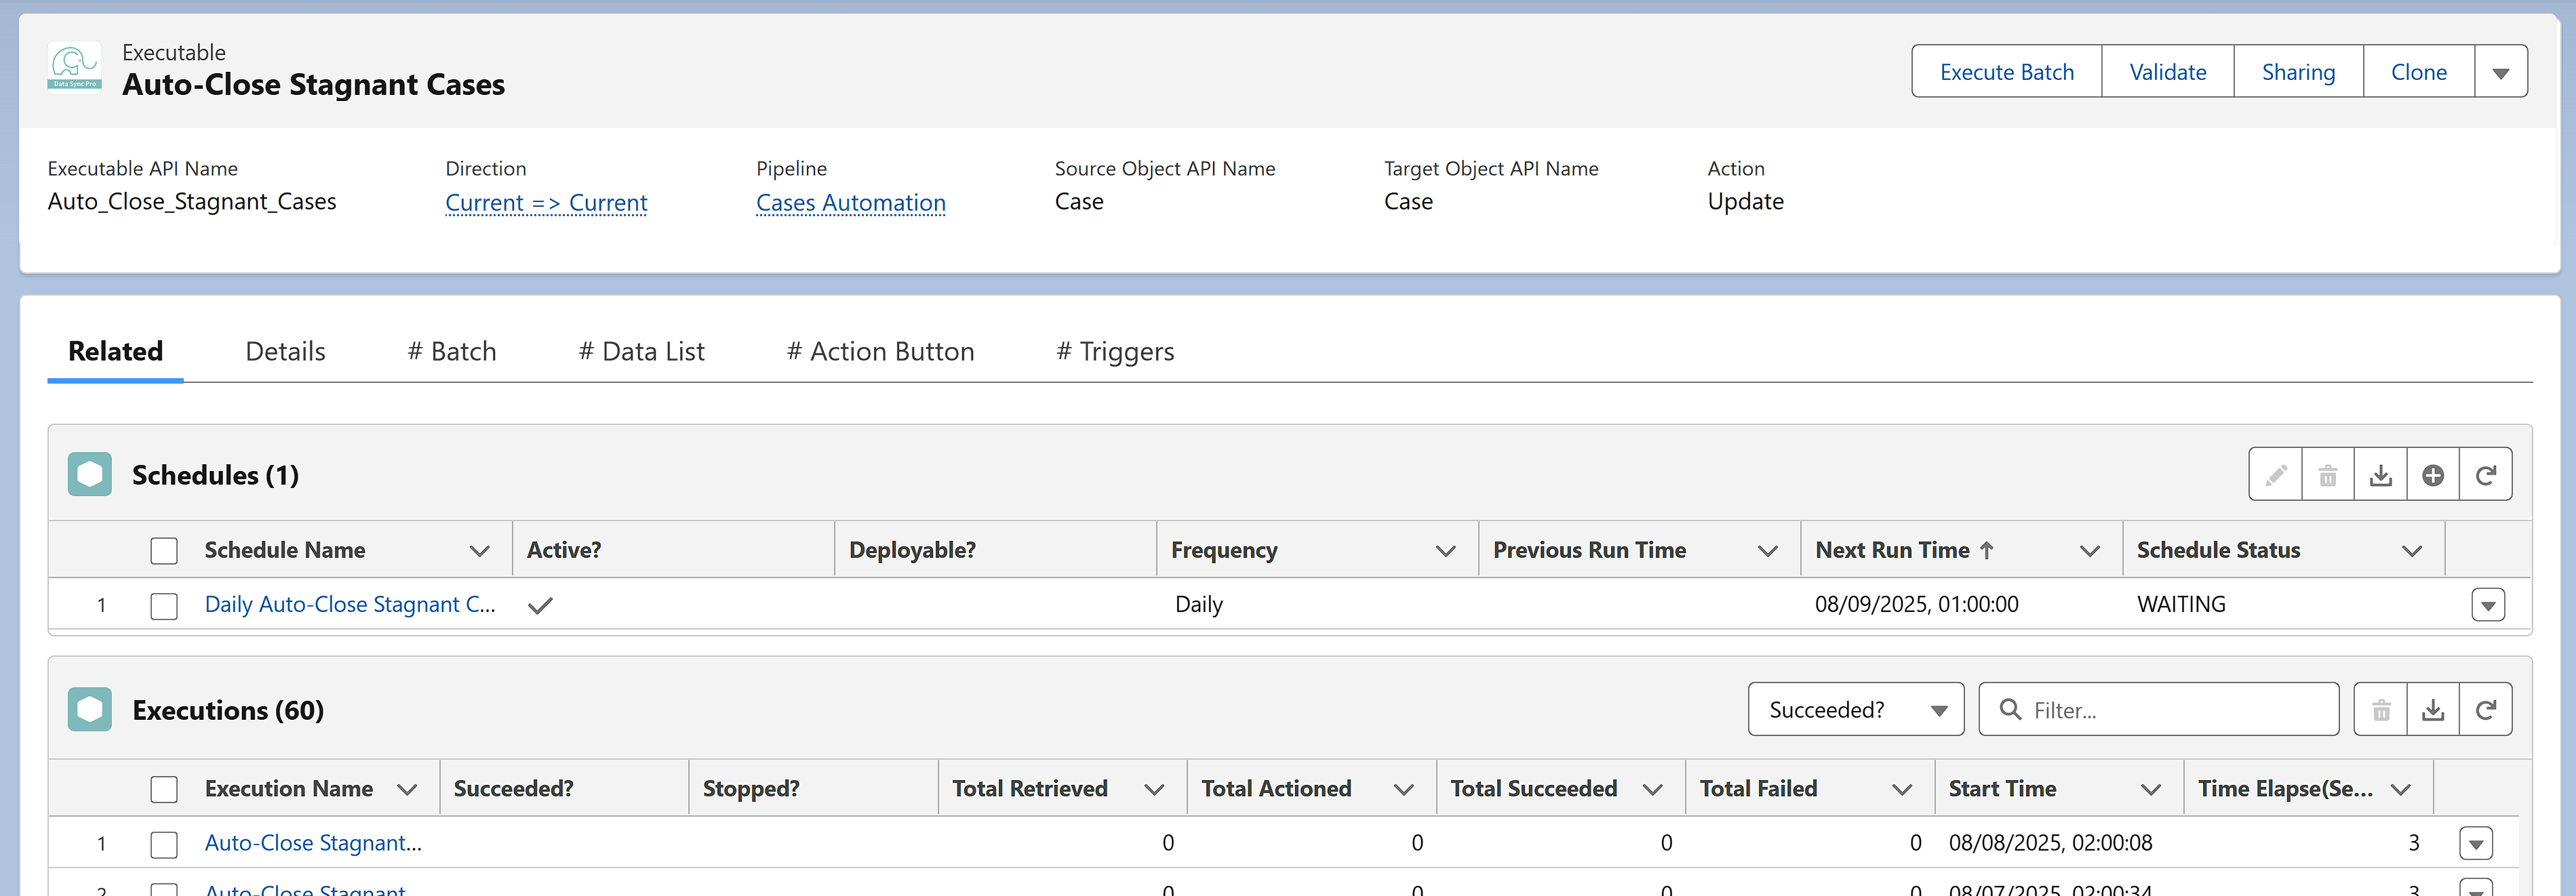 Data Sync Pro
Executable
Auto-Close Stagnant Cases
Execute Batch Validate Sharing Clone
Executable API Name Direction Pipeline Source Object API Name Target Object API Name Action
Auto_Close_Stagnant_Cases Current => Current Cases Automation Case Case Update
Related Details # Batch # Data List # Action Button # Triggers
Schedules (1)
Schedule Name Active? Deployable? Frequency Previous Run Time Next Run Time ↑ Schedule Status
1 Daily Auto-Close Stagnant C... Daily 08/09/2025, 01:00:00 WAITING
Executions (60) Succeeded? Filter...
Execution Name Succeeded? Stopped? Total Retrieved Total Actioned Total Succeeded Total Failed Start Time Time Elapse(Se...
1 Auto-Close Stagnant... 0 0 0 0 08/08/2025, 02:00:08 3
2 Auto-Close Stagnant 0 0 0 0 08/07/2025, 02:00:34 3